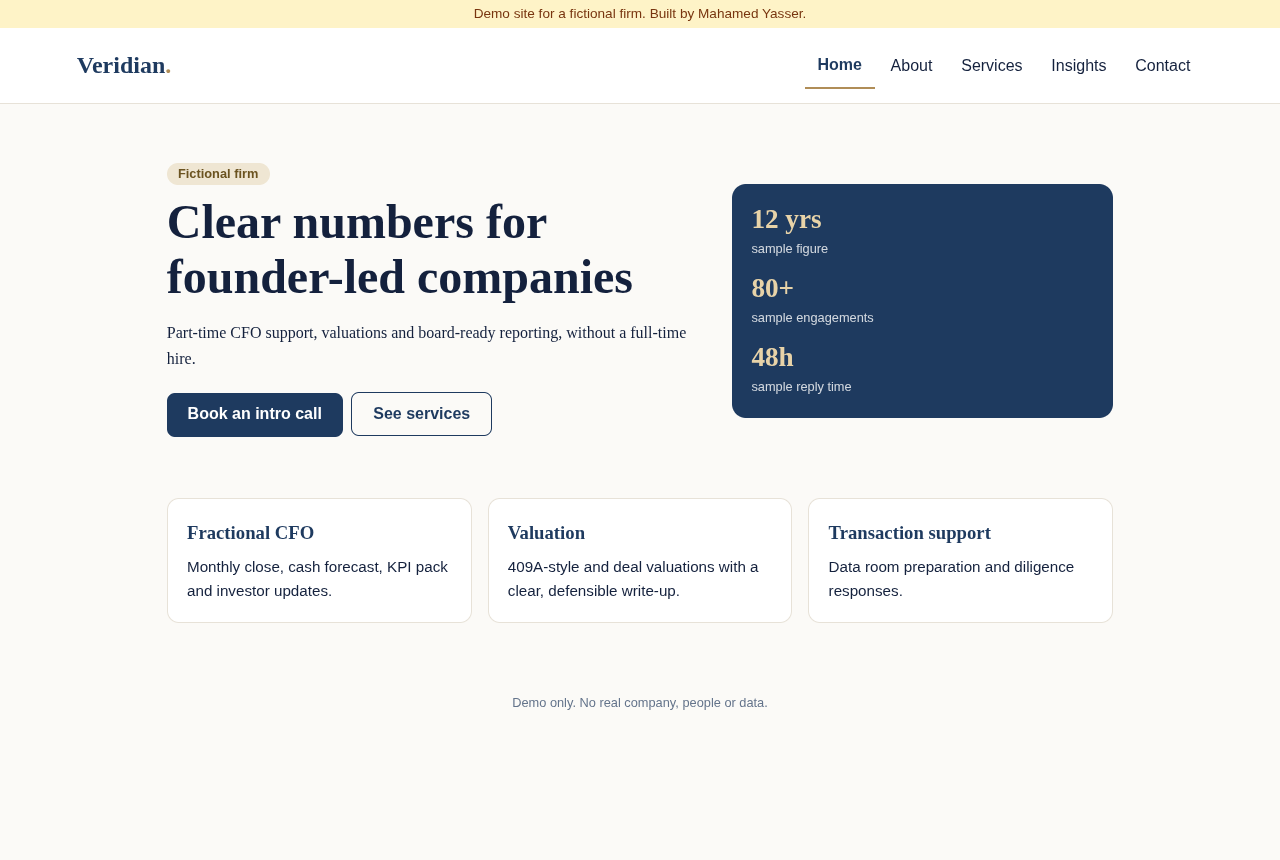 Demo site for a fictional firm. Built by Mahamed Yasser.
Veridian.
Home
About
Services
Insights
Contact
Fictional firm
Clear numbers for
founder-led companies
Part-time CFO support, valuations and board-ready reporting, without a full-time
hire.
Book an intro call
See services
12 yrs
sample figure
80+
sample engagements
48h
sample reply time
Fractional CFO
Monthly close, cash forecast, KPI pack
and investor updates.
Valuation
409A-style and deal valuations with a
clear, defensible write-up.
Transaction support
Data room preparation and diligence
responses.
Demo only. No real company, people or data.